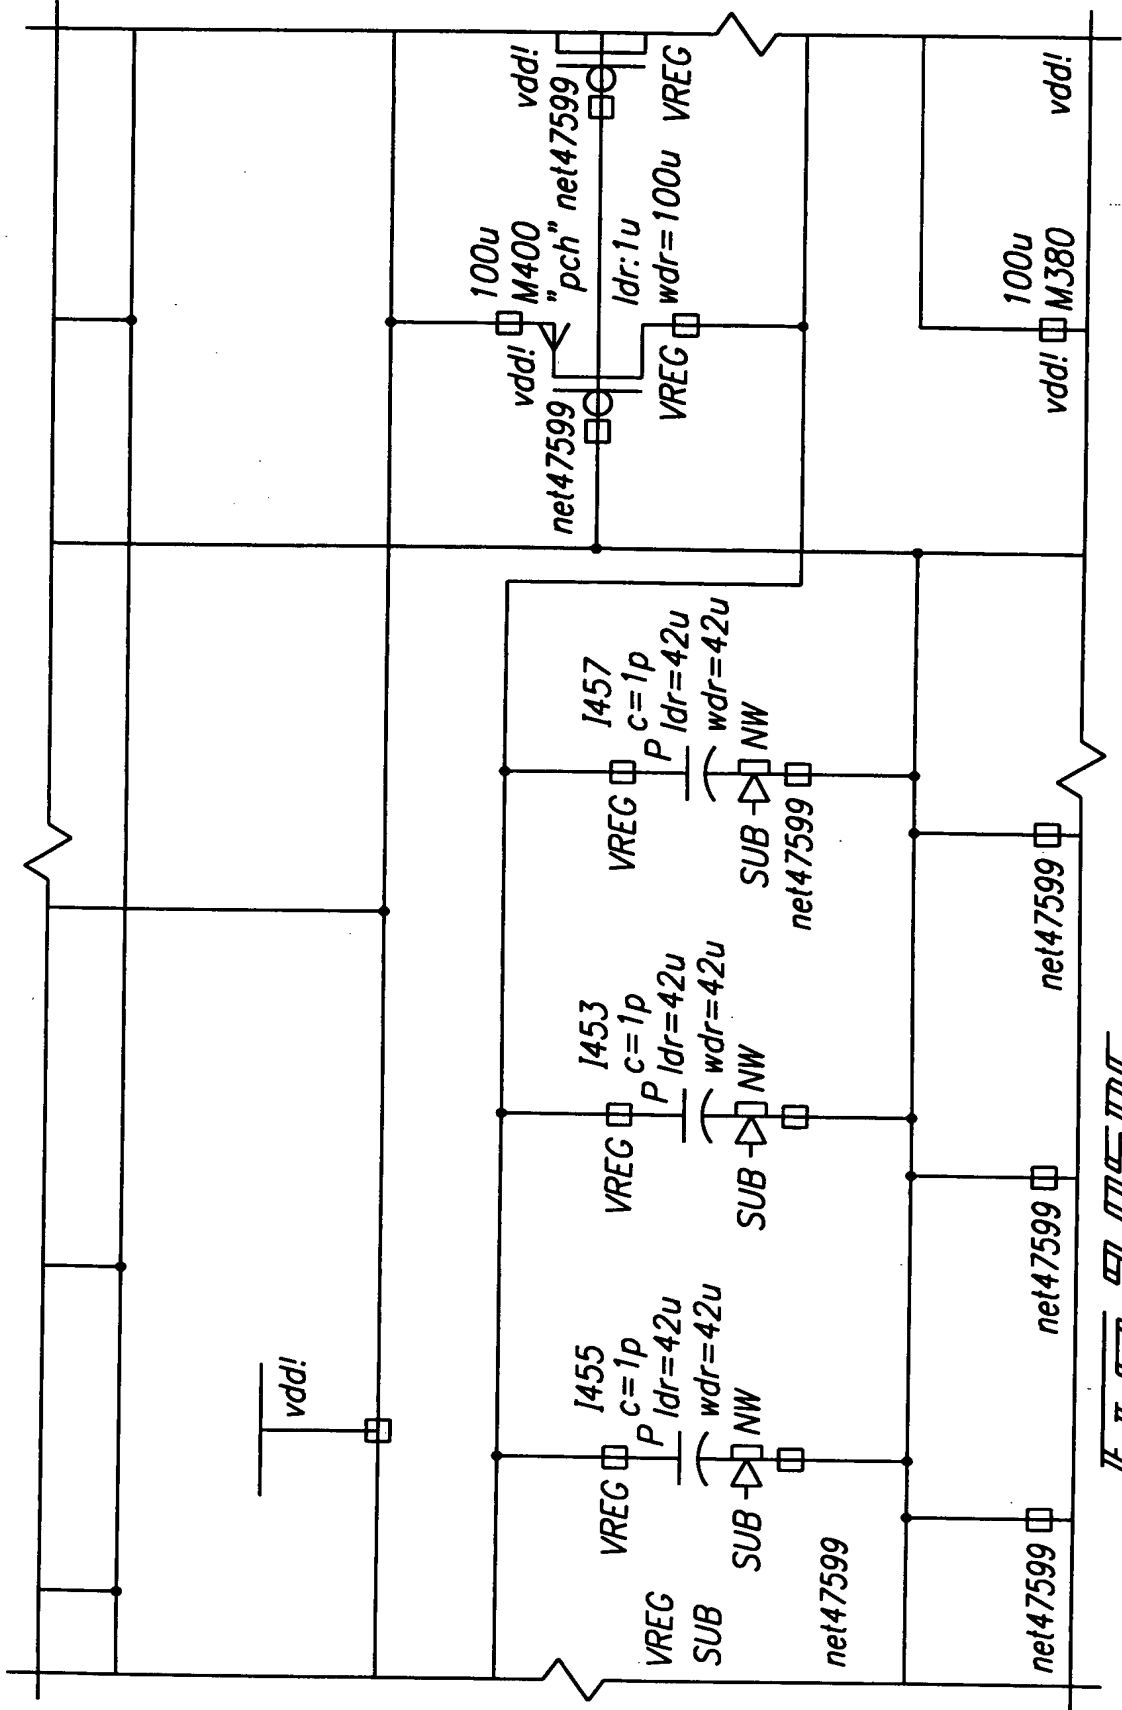 vdd!
100u
M400
"pch"
vdd!
net47599
VREG
ldr:1u
wdr=100u
vdd!
net47599
VREG
I455
c=1p
P
ldr=42u
wdr=42u
VREG
NW
SUB
I453
c=1p
P
ldr=42u
wdr=42u
VREG
NW
SUB
I457
c=1p
P
ldr=42u
wdr=42u
VREG
NW
SUB
net47599
VREG
SUB
net47599
net47599
net47599
net47599
100u
M380
vdd!
vdd!